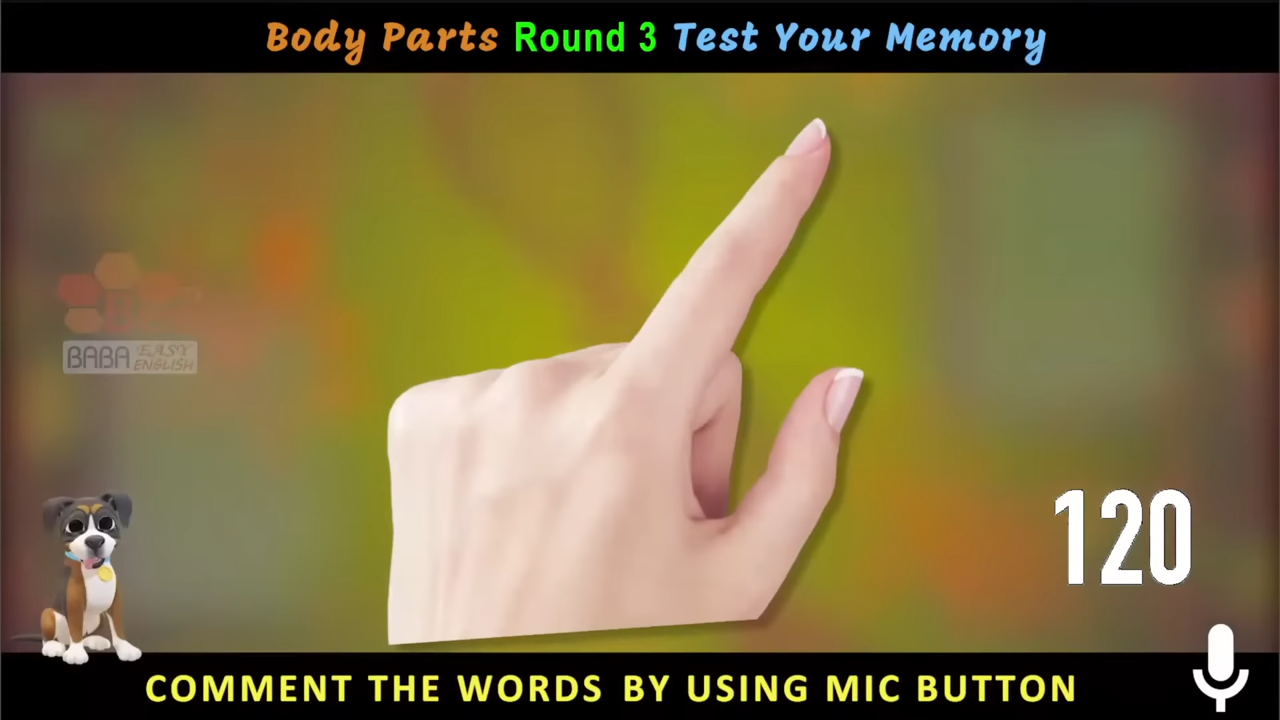 Body Parts Round 3 Test Your Memory
BABA EASY ENGLISH
120
COMMENT THE WORDS BY USING MIC BUTTON